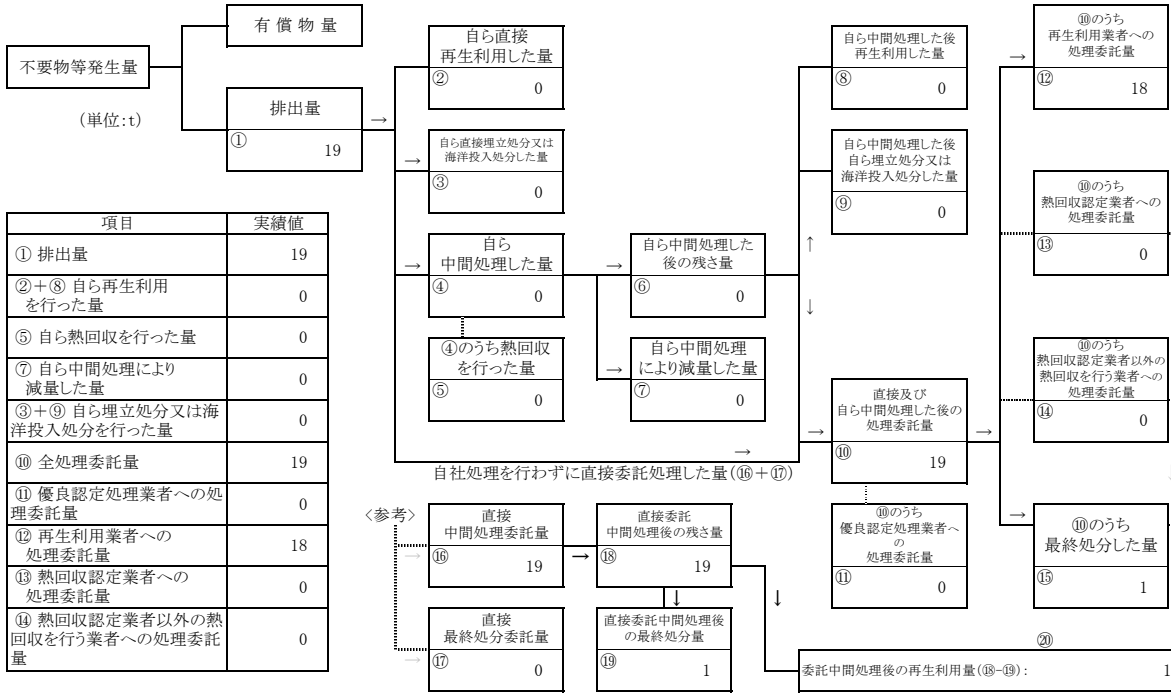 有 償 物 量
不要物等発生量
(単位:t)
排出量
①
19
→
自ら直接
再生利用した量
②
0
→
自ら直接埋立処分又は
海洋投入処分した量
③
0
→
自ら
中間処理した量
④
0
④のうち熱回収
を行った量
⑤
0
→
自ら中間処理した
後の残さ量
⑥
0
→
自ら中間処理
により減量した量
⑦
0
自ら中間処理した後
再生利用した量
⑧
0
自ら中間処理した後
自ら埋立処分又は
海洋投入処分した量
⑨
0
↑
↓
→
自社処理を行わずに直接委託処理した量(⑯+⑰)
→
直接及び
自ら中間処理した後の
処理委託量
⑩
19
→
⑩のうち
優良認定処理業者へ
の
処理委託量
⑪
0
→
⑩のうち
再生利用業者への
処理委託量
⑫
18
⑩のうち
熱回収認定業者への
処理委託量
⑬
0
⑩のうち
熱回収認定業者以外の
熱回収を行う業者への
処理委託量
⑭
0
→
⑩のうち
最終処分した量
⑮
1
項目 実績値
① 排出量 19
②+⑧ 自ら再生利用
を行った量 0
⑤ 自ら熱回収を行った量 0
⑦ 自ら中間処理により
減量した量 0
③+⑨ 自ら埋立処分又は海
洋投入処分を行った量 0
⑩ 全処理委託量 19
⑪ 優良認定処理業者への処
理委託量 0
⑫ 再生利用業者への
処理委託量 18
⑬ 熱回収認定業者への
処理委託量 0
⑭ 熱回収認定業者以外の熱
回収を行う業者への処理委託
量 0
〈参考〉
→
直接
中間処理委託量
⑯
19
→
直接委託
中間処理後の残さ量
⑱
19
↓
↓
→
直接
最終処分委託量
⑰
0
直接委託中間処理後
の最終処分量
⑲
1
⑳
委託中間処理後の再生利用量(⑱-⑲) : 1